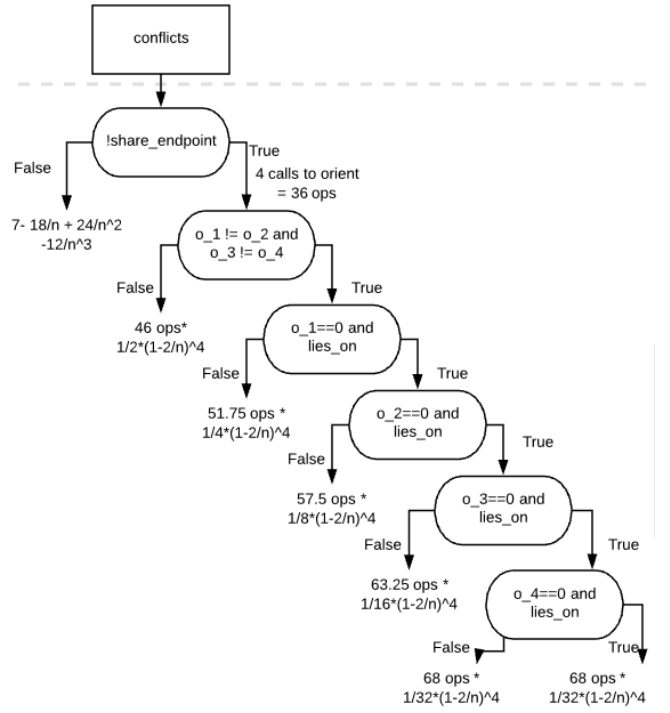 conflicts
!share_endpoint
False
True
4 calls to orient
= 36 ops
7- 18/n + 24/n^2
-12/n^3
o_1 != o_2 and
o_3 != o_4
False
True
46 ops*
1/2*(1-2/n)^4
o_1==0 and
lies_on
False
True
51.75 ops *
1/4*(1-2/n)^4
o_2==0 and
lies_on
False
True
57.5 ops *
1/8*(1-2/n)^4
o_3==0 and
lies_on
False
True
63.25 ops *
1/16*(1-2/n)^4
o_4==0 and
lies_on
False
True
68 ops *
1/32*(1-2/n)^4
68 ops *
1/32*(1-2/n)^4